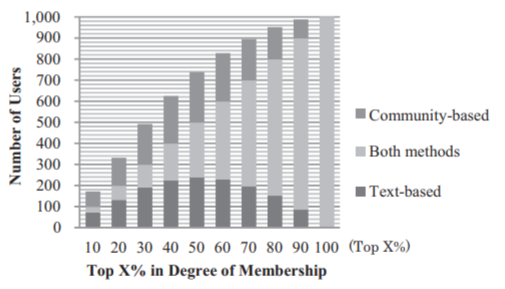 1,000
900
800
700
600
500
400
300
200
100
0
Number of Users
Community-based
Both methods
Text-based
10 20 30 40 50 60 70 80 90 100 (Top X%)
Top X% in Degree of Membership